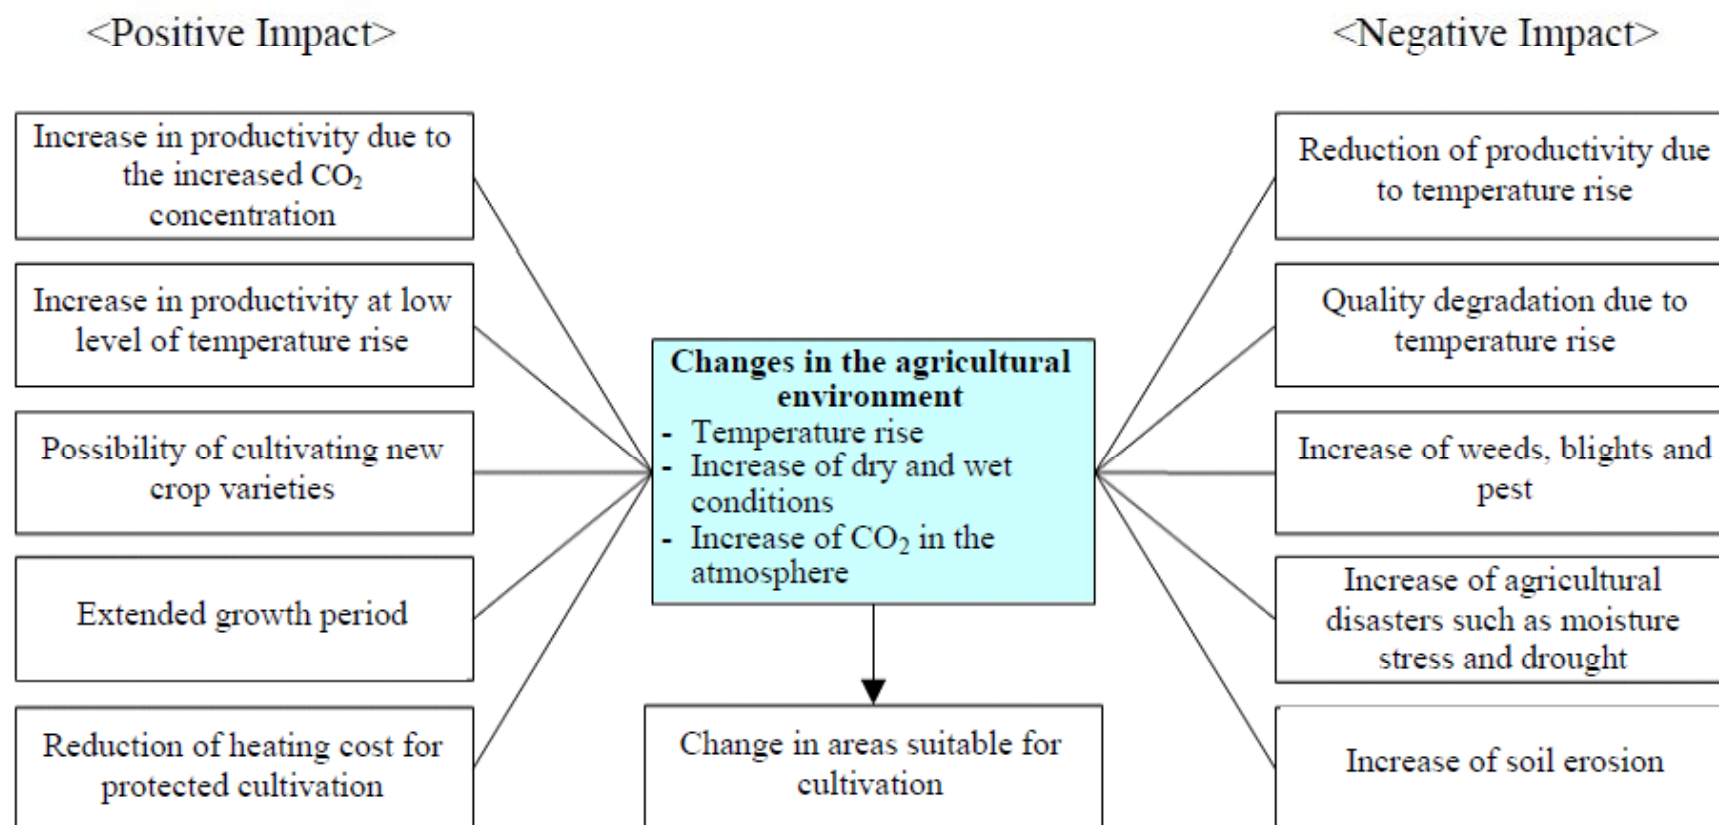 <Positive Impact>
<Negative Impact>
Increase in productivity due to
the increased CO₂
concentration
Increase in productivity at low
level of temperature rise
Possibility of cultivating new
crop varieties
Extended growth period
Reduction of heating cost for
protected cultivation
Changes in the agricultural
environment
- Temperature rise
- Increase of dry and wet
conditions
- Increase of CO₂ in the
atmosphere
Change in areas suitable for
cultivation
Reduction of productivity due
to temperature rise
Quality degradation due to
temperature rise
Increase of weeds, blights and
pest
Increase of agricultural
disasters such as moisture
stress and drought
Increase of soil erosion